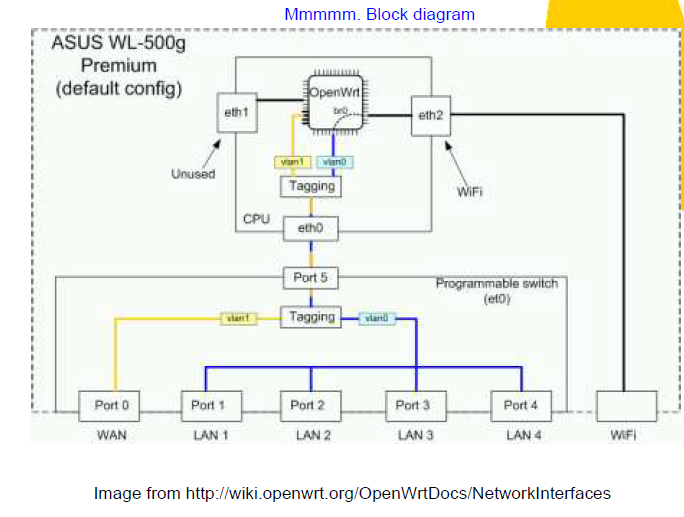 Mmmmm. Block diagram
ASUS WL-500g
Premium
(default config)
OpenWrt
br0
eth1
eth2
vlan1
vlan0
Unused
Tagging
WiFi
CPU
eth0
Port 5
Programmable switch
(et0)
vlan1
Tagging
vlan0
Port 0
Port 1
Port 2
Port 3
Port 4
WAN
LAN 1
LAN 2
LAN 3
LAN 4
WiFi
Image from http://wiki.openwrt.org/OpenWrtDocs/NetworkInterfaces